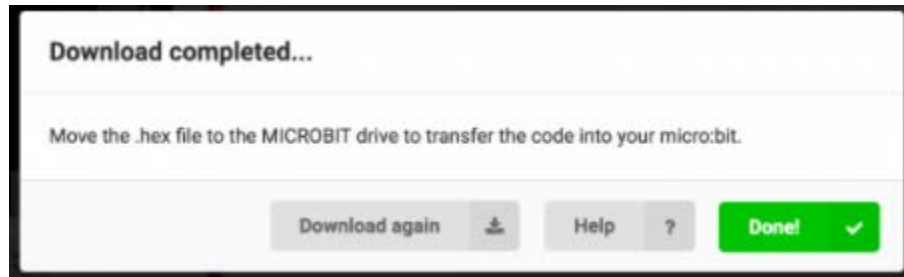 Download completed...
Move the .hex file to the MICROBIT drive to transfer the code into your micro:bit.
Download again
Help ?
Done!